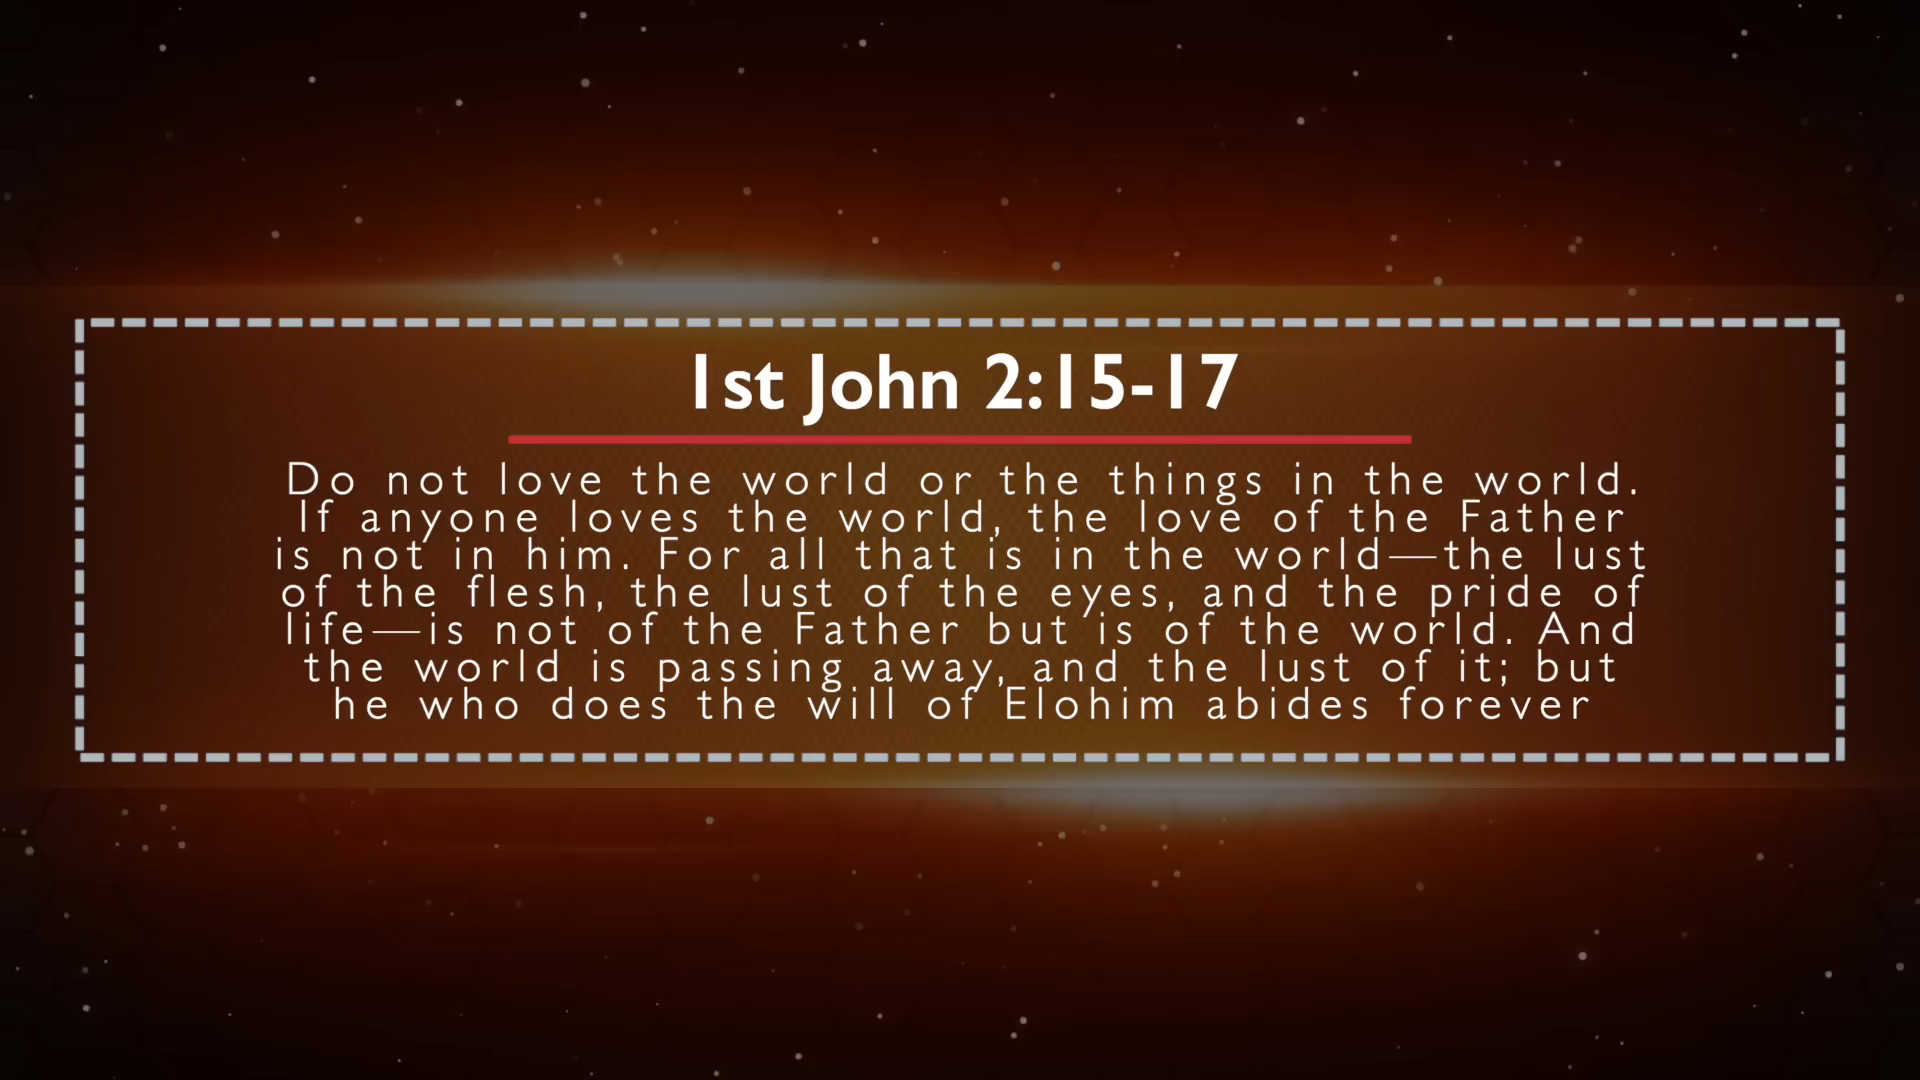 1st John 2:15-17
Do not love the world or the things in the world.
If anyone loves the world, the love of the Father
is not in him. For all that is in the world—the lust
of the flesh, the lust of the eyes, and the pride of
life—is not of the Father but is of the world. And
the world is passing away, and the lust of it; but
he who does the will of Elohim abides forever